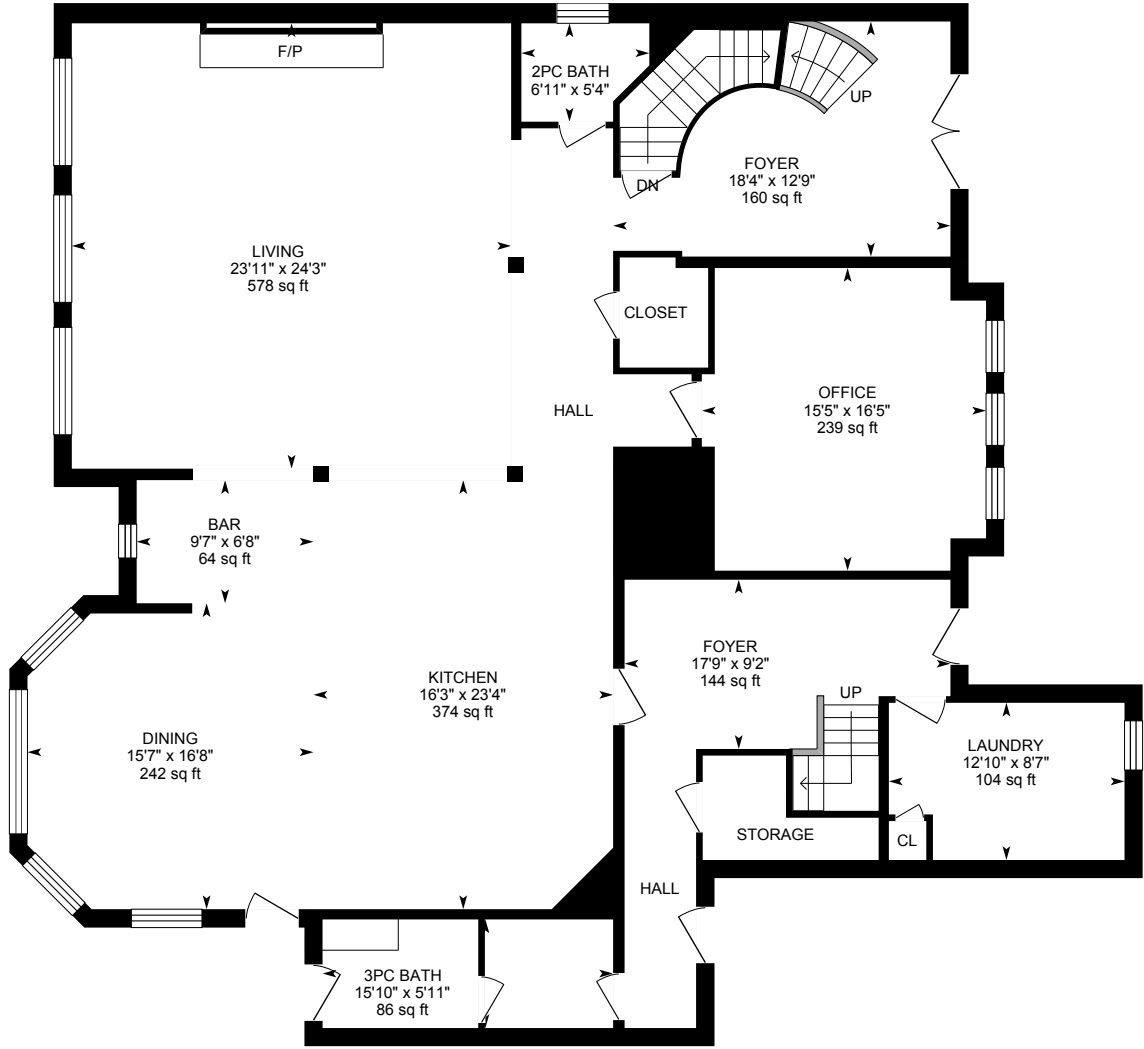 F/P
2PC BATH
6'11" x 5'4"
UP
FOYER
18'4" x 12'9"
160 sq ft
DN
LIVING
23'11" x 24'3"
578 sq ft
CLOSET
OFFICE
15'5" x 16'5"
239 sq ft
HALL
BAR
9'7" x 6'8"
64 sq ft
FOYER
17'9" x 9'2"
144 sq ft
KITCHEN
16'3" x 23'4"
374 sq ft
UP
DINING
15'7" x 16'8"
242 sq ft
LAUNDRY
12'10" x 8'7"
104 sq ft
STORAGE
CL
HALL
3PC BATH
15'10" x 5'11"
86 sq ft